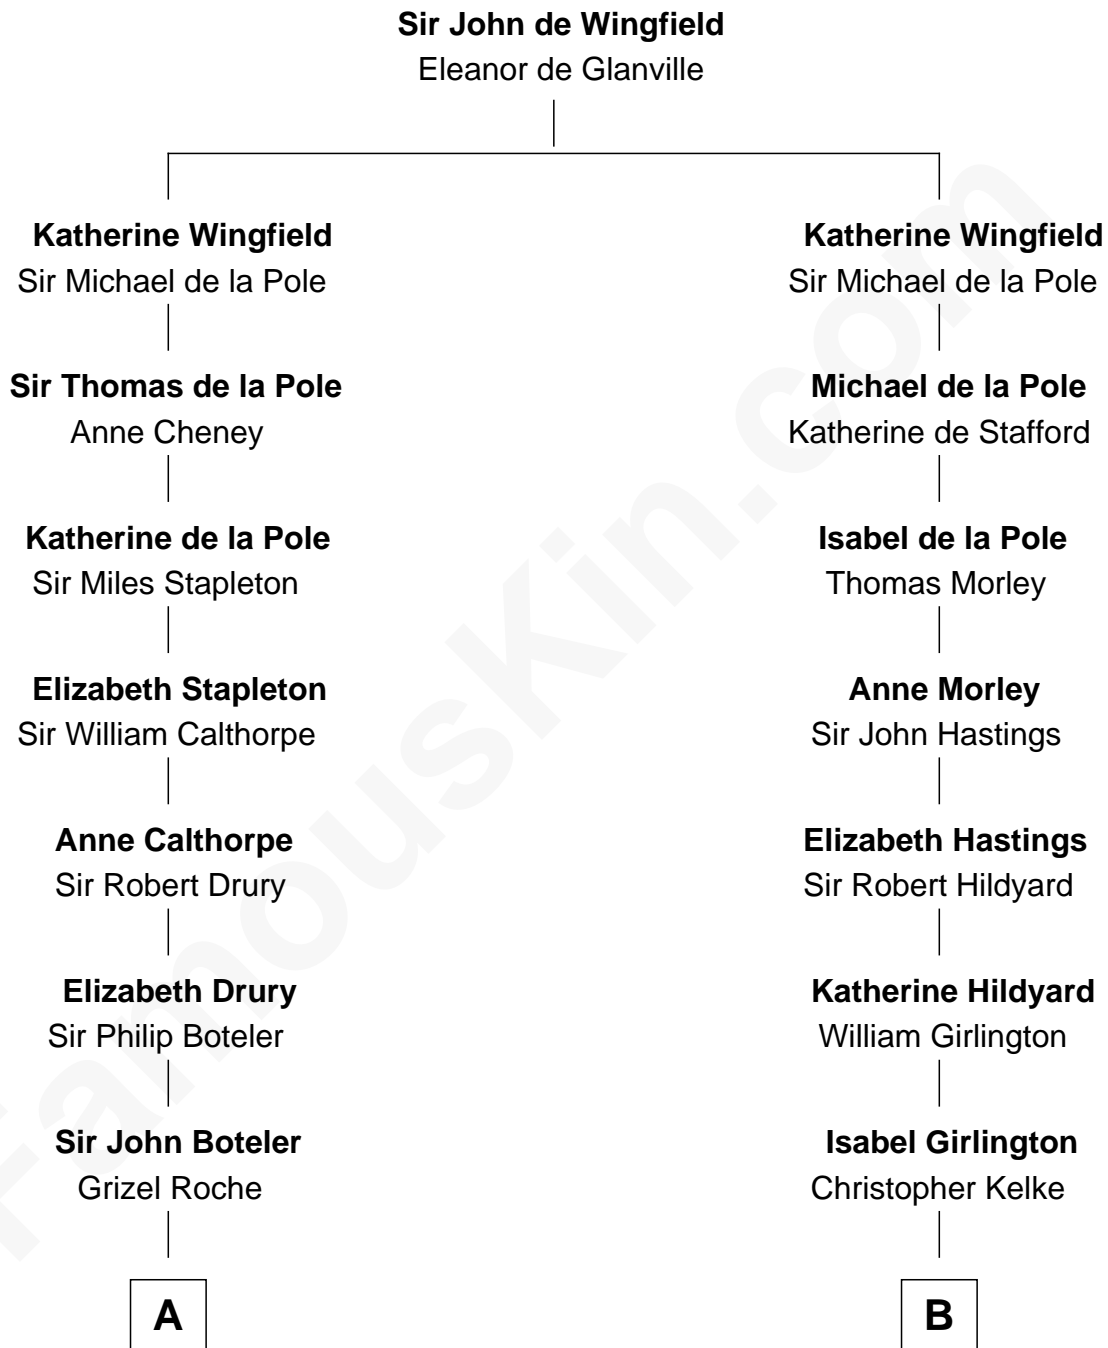 Sir John de Wingfield
Eleanor de Glanville
Katherine Wingfield
Sir Michael de la Pole
Katherine Wingfield
Sir Michael de la Pole
Sir Thomas de la Pole
Anne Cheney
Michael de la Pole
Katherine de Stafford
Katherine de la Pole
Sir Miles Stapleton
Isabel de la Pole
Thomas Morley
Elizabeth Stapleton
Sir William Calthorpe
Anne Morley
Sir John Hastings
Anne Calthorpe
Sir Robert Drury
Elizabeth Hastings
Sir Robert Hildyard
Elizabeth Drury
Sir Philip Boteler
Katherine Hildyard
William Girlington
Sir John Boteler
Grizel Roche
Isabel Girlington
Christopher Kelke
A
B
FamousKin.com